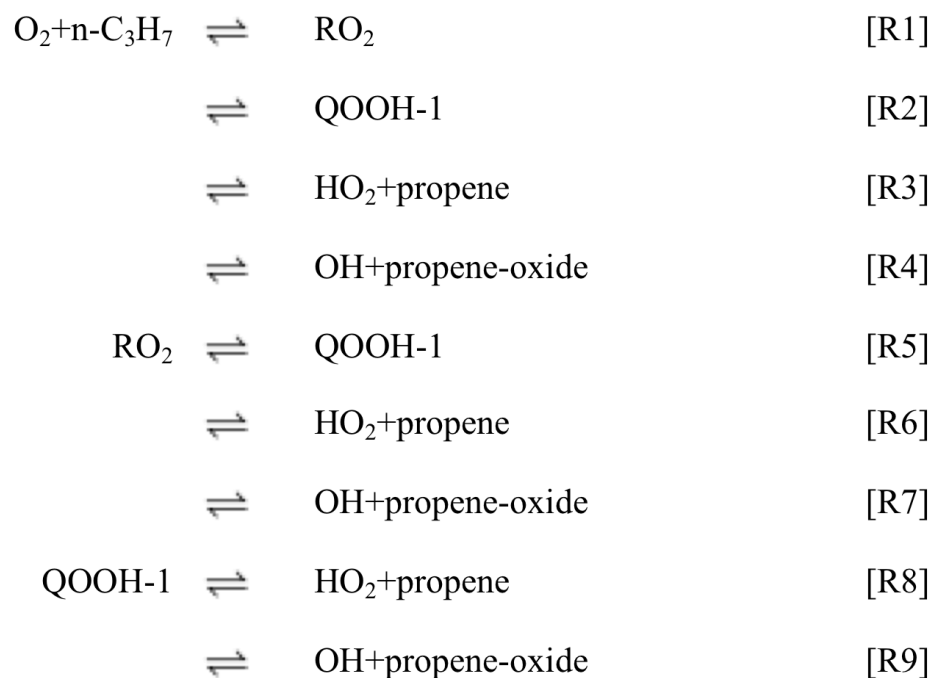 O₂+n-C₃H₇ ⇌ RO₂ [R1]
⇌ QOOH-1 [R2]
⇌ HO₂+propene [R3]
⇌ OH+propene-oxide [R4]
RO₂ ⇌ QOOH-1 [R5]
⇌ HO₂+propene [R6]
⇌ OH+propene-oxide [R7]
QOOH-1 ⇌ HO₂+propene [R8]
⇌ OH+propene-oxide [R9]